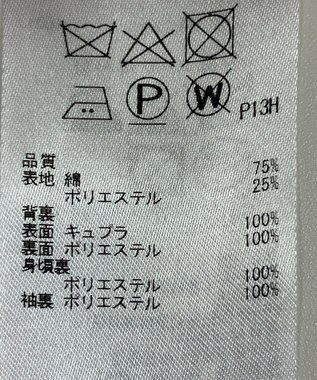 P W P13H
品質
表地 綿 75%
ポリエステル 25%
背裏
表面 キュプラ 100%
裏面 ポリエステル 100%
身頃裏
ポリエステル 100%
袖裏 ポリエステル 100%